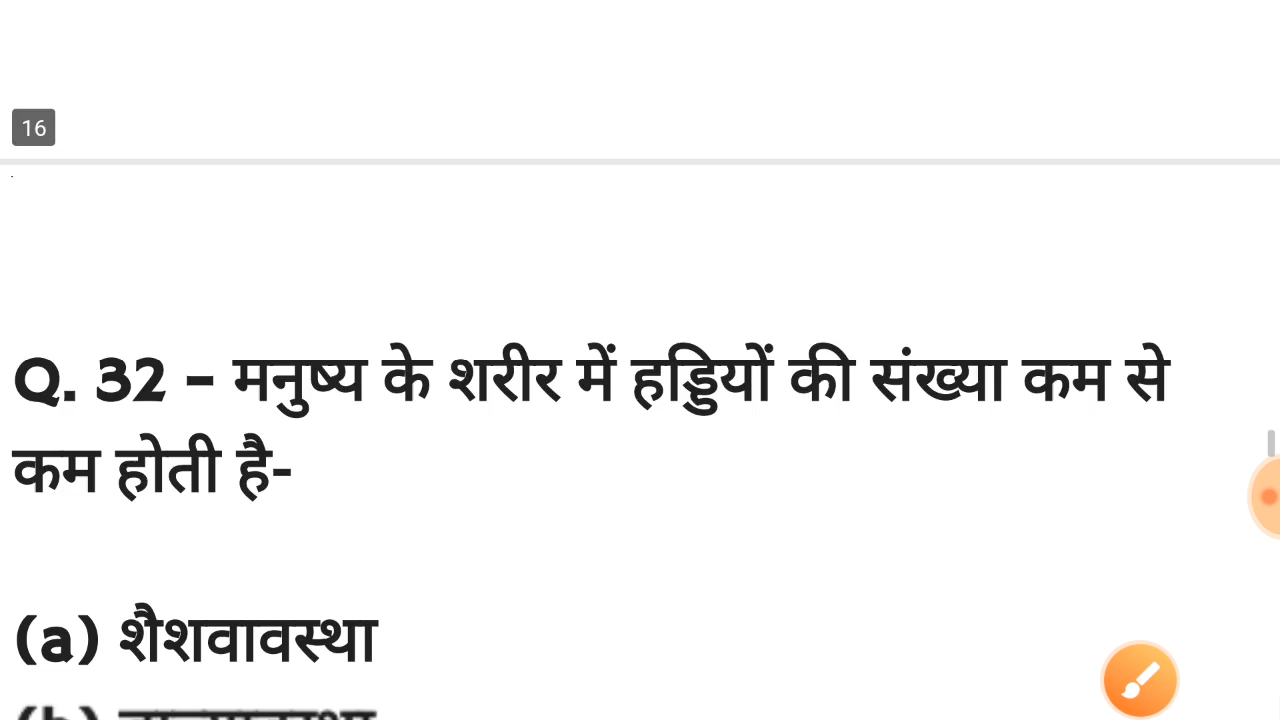 16
Q. 32 - मनुष्य के शरीर में हड्डियों की संख्या कम से
कम होती है-
(a) शैशवावस्था